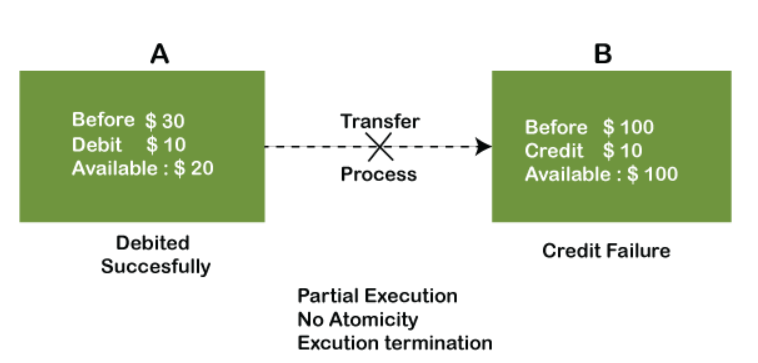 A
B
Before $ 30
Debit $ 10
Available : $ 20
Transfer
Process
Before $ 100
Credit $ 10
Available : $ 100
Debited
Succesfully
Credit Failure
Partial Execution
No Atomicity
Excution termination